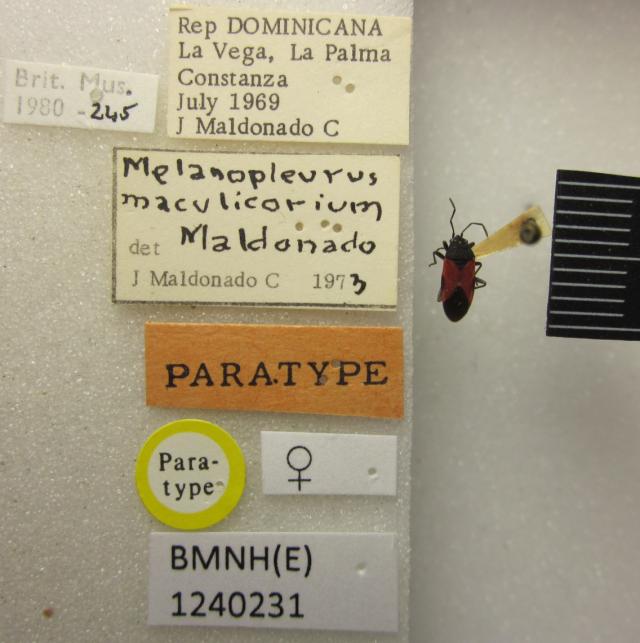 Rep DOMINICANA
La Vega, La Palma
Constanza
July 1969
J Maldonado C
Brit. Mus.
1980 -245
Melanopleurus
maculicorium
det Maldonado
J Maldonado C 1973
PARATYPE
Para-
type
♀
BMNH(E)
1240231